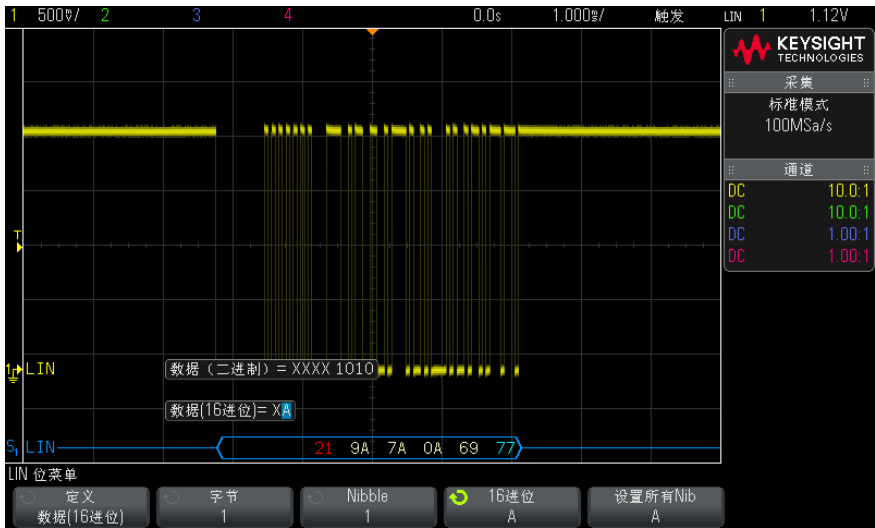 1 500▽/ 2 3 4 0.0s 1.000▽/ 触发 LIN 1 1.12V
KEYSIGHT
TECHNOLOGIES
采集
标准模式
100MSa/s
通道
DC 10.0:1
DC 10.0:1
DC 1.00:1
DC 1.00:1
T
1 LIN
数据（二进制）= XXXX 1010
数据(16进位)= XA
S1 LIN 21 9A 7A 0A 69 77
LIN 位菜单
定义 字节 Nibble 16进位 设置所有Nib
数据(16进位) 1 1 A A